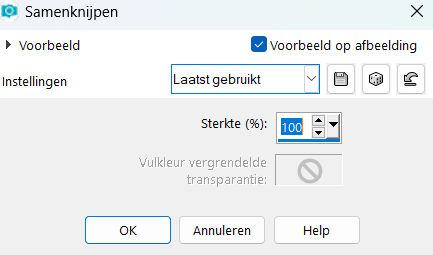 Samenknijpen
Voorbeeld
Voorbeeld op afbeelding
Instellingen
Laatst gebruikt
Sterkte (%):
100
Vulkleur vergrendelde
transparantie:
OK
Annuleren
Help